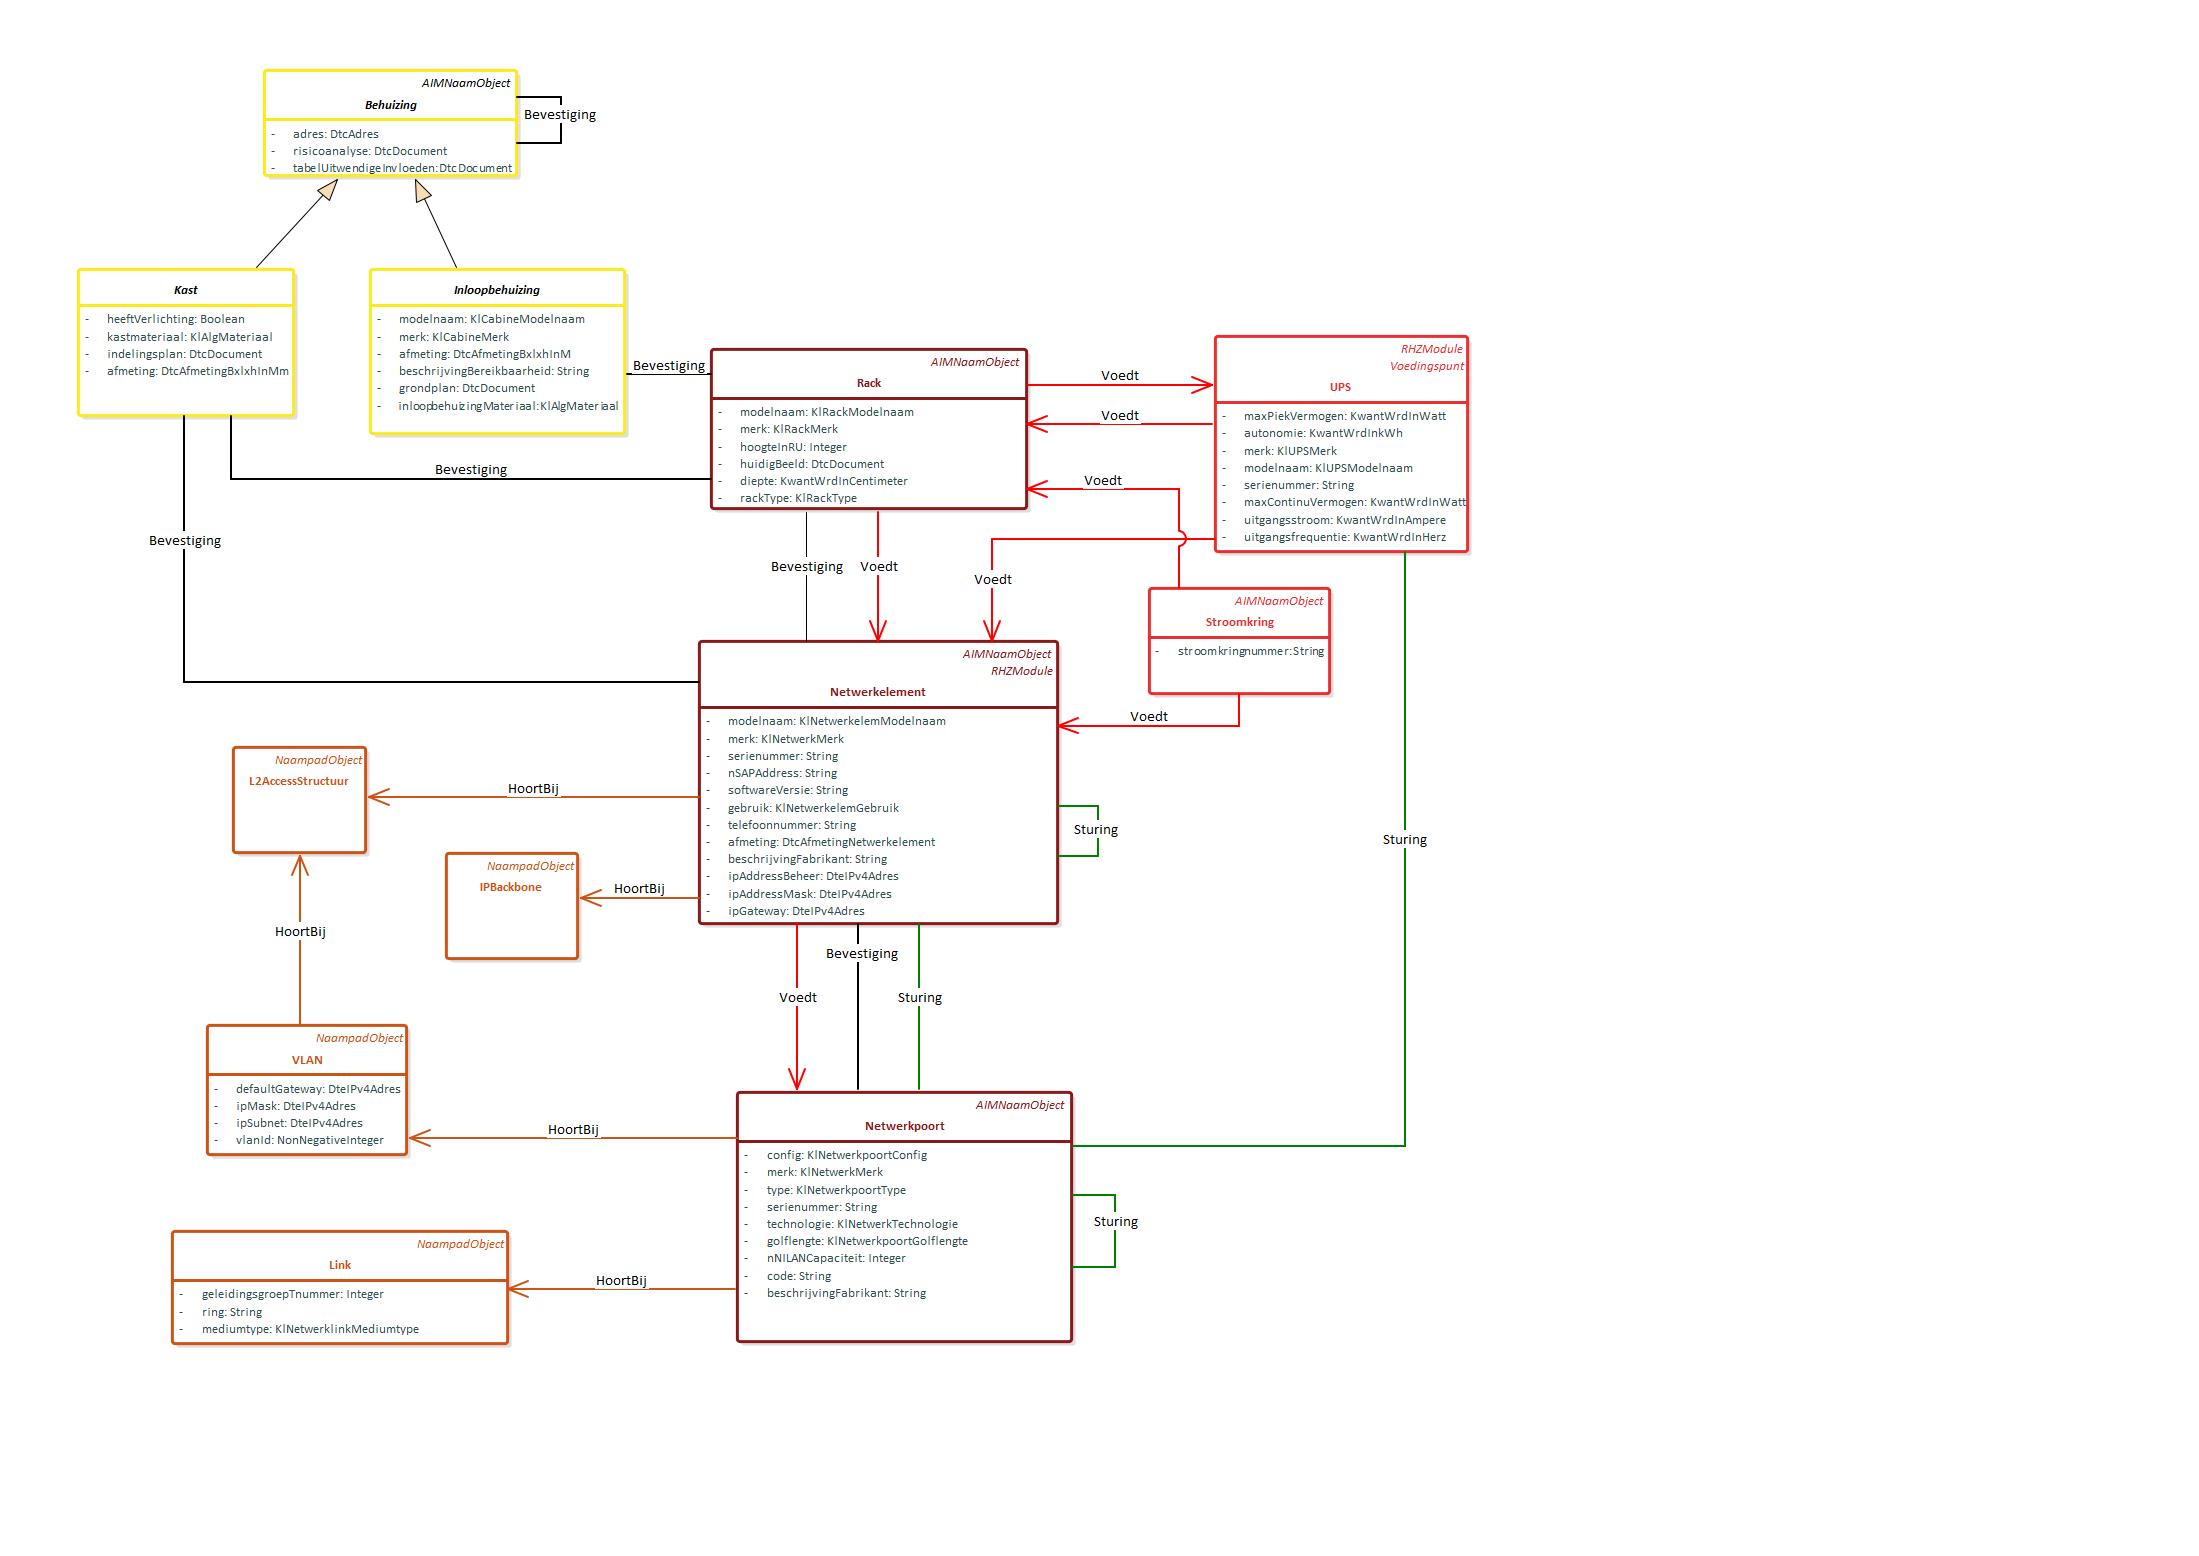 AIMNaamObject
Behuizing
- adres: DtcAdres
- risicoanalyse: DtcDocument
- tabelUitwendigeInvloeden: DtcDocument
Bevestiging
Kast
- heeftVerlichting: Boolean
- kastmateriaal: KlAlgMateriaal
- indelingsplan: DtcDocument
- afmeting: DtcAfmetingBxlxhInMm
Inloopbehuizing
- modelnaam: KlCabineModelnaam
- merk: KlCabineMerk
- afmeting: DtcAfmetingBxlxhInM
- beschrijvingBereikbaarheid: String
- grondplan: DtcDocument
- inloopbehuizingMateriaal: KlAlgMateriaal
Bevestiging
AIMNaamObject
Rack
- modelnaam: KlRackModelnaam
- merk: KlRackMerk
- hoogteInRU: Integer
- huidigBeeld: DtcDocument
- diepte: KwantWrdInCentimeter
- rackType: KlRackType
Voedt
Voedt
Voedt
RHZModule
Voedingspunt
UPS
- maxPiekVermogen: KwantWrdInWatt
- autonomie: KwantWrdInkWh
- merk: KlUPSMerk
- modelnaam: KlUPSModelnaam
- serienummer: String
- maxContinuVermogen: KwantWrdInWatt
- uitgangsstroom: KwantWrdInAmpere
- uitgangsfrequentie: KwantWrdInHerz
Bevestiging
Bevestiging
Bevestiging
Voedt
Voedt
AIMNaamObject
Stroomkring
- stroomkringnummer: String
Voedt
AIMNaamObject
RHZModule
Netwerkelement
- modelnaam: KlNetwerkelemModelnaam
- merk: KlNetwerkMerk
- serienummer: String
- nSAPAddress: String
- softwareVersie: String
- gebruik: KlNetwerkelemGebruik
- telefoonnummer: String
- afmeting: DtcAfmetingNetwerkelement
- beschrijvingFabrikant: String
- ipAddressBeheer: DteIPv4Adres
- ipAddressMask: DteIPv4Adres
- ipGateway: DteIPv4Adres
Sturing
Sturing
NaampadObject
L2AccessStructuur
HoortBij
NaampadObject
IPBackbone
HoortBij
HoortBij
Bevestiging
Voedt
Sturing
NaampadObject
VLAN
- defaultGateway: DteIPv4Adres
- ipMask: DteIPv4Adres
- ipSubnet: DteIPv4Adres
- vlanId: NonNegativeInteger
HoortBij
AIMNaamObject
Netwerkpoort
- config: KlNetwerkpoortConfig
- merk: KlNetwerkMerk
- type: KlNetwerkpoortType
- serienummer: String
- technologie: KlNetwerkTechnologie
- golflengte: KlNetwerkpoortGolflengte
- nNILANCapaciteit: Integer
- code: String
- beschrijvingFabrikant: String
Sturing
NaampadObject
Link
- geleidingsgroepTnummer: Integer
- ring: String
- mediumtype: KlNetwerklinkMediumtype
HoortBij